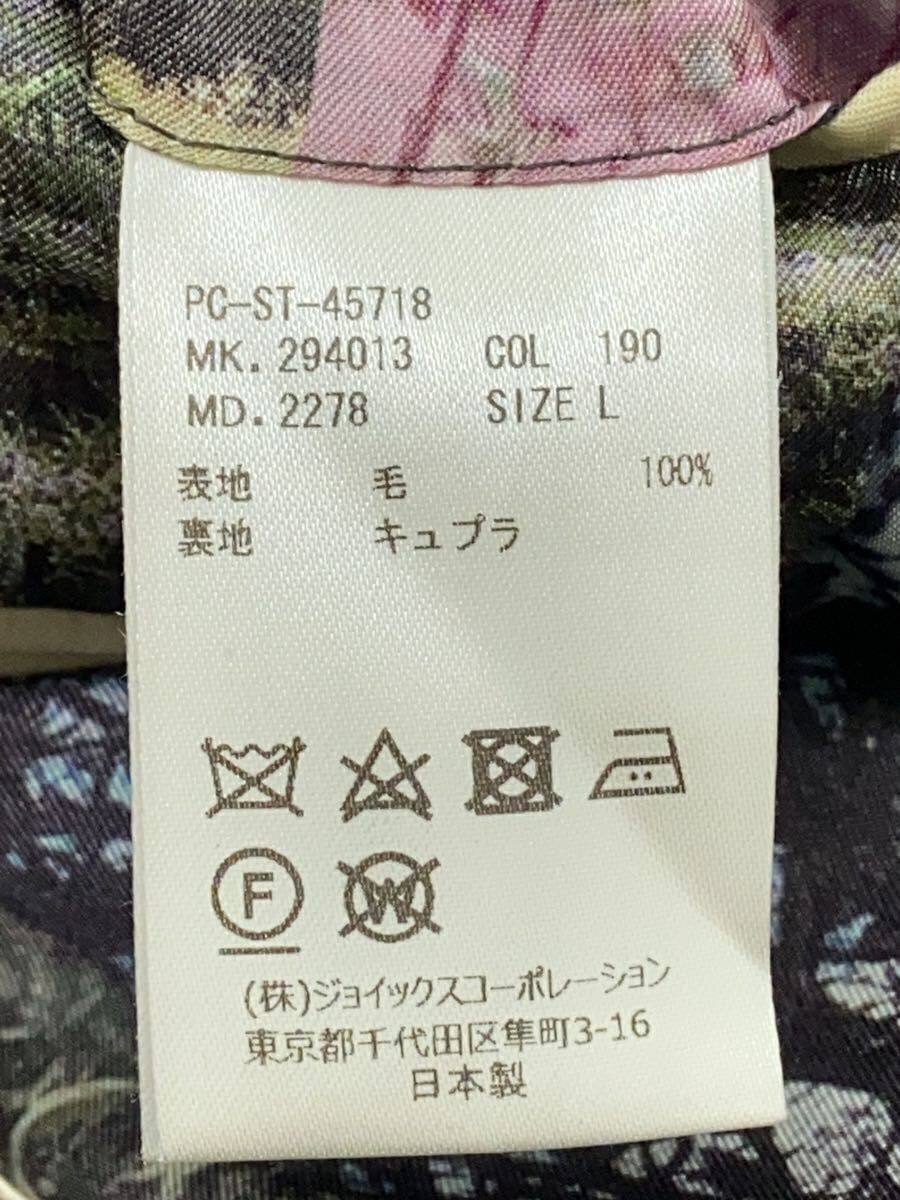 PC-ST-45718
MK. 294013 COL 190
MD. 2278 SIZE L
表地 毛 100%
裏地 キュプラ
F W
(株)ジョイックスコーポレーション
東京都千代田区隼町3-16
日本製